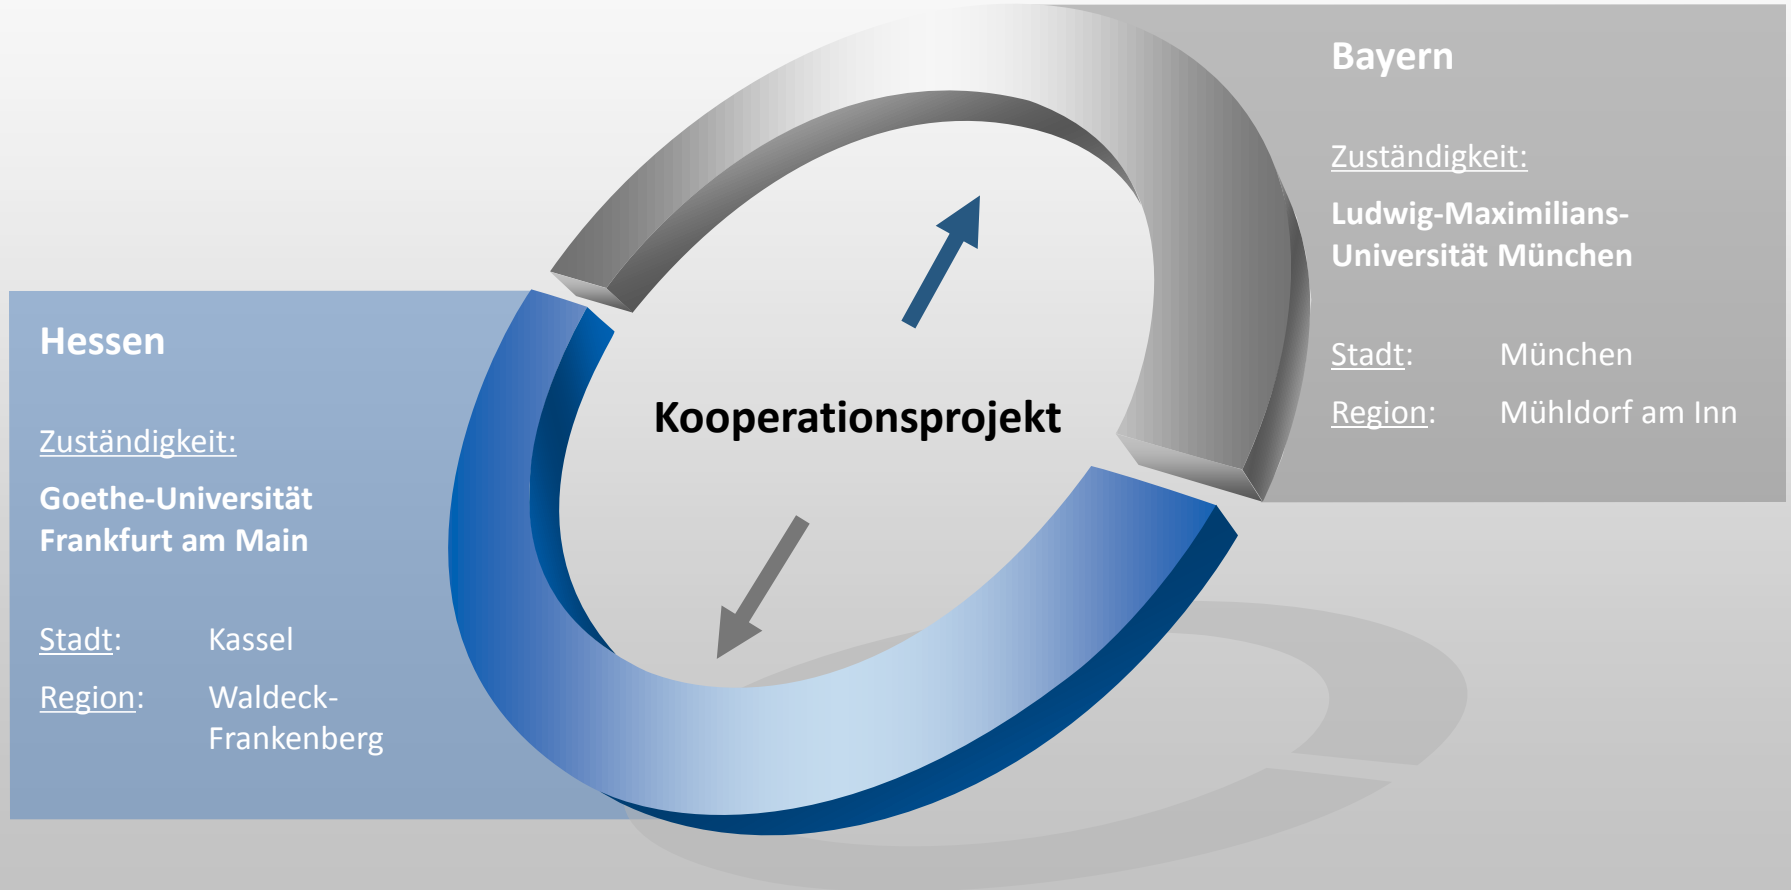 Bayern
Zuständigkeit:
Ludwig-Maximilians-
Universität München
Stadt: München
Region: Mühldorf am Inn
Kooperationsprojekt
Hessen
Zuständigkeit:
Goethe-Universität
Frankfurt am Main
Stadt: Kassel
Region: Waldeck-
Frankenberg